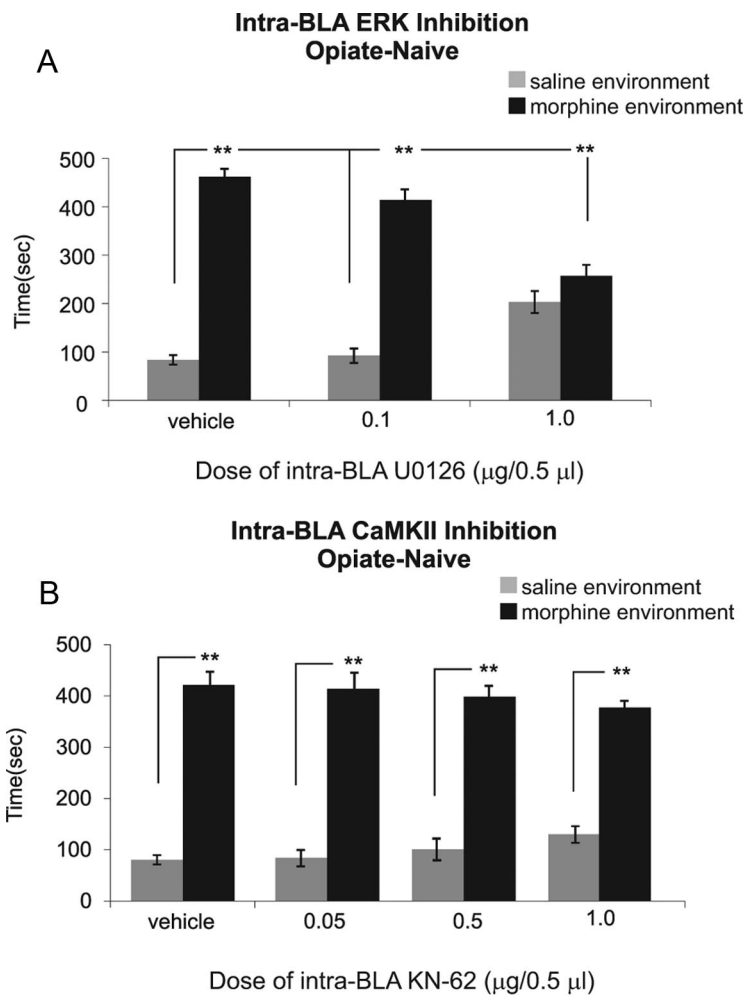 Intra-BLA ERK Inhibition
Opiate-Naive
A
saline environment
morphine environment
** ** **
500
400
300
200
100
0
Time(sec)
vehicle 0.1 1.0
Dose of intra-BLA U0126 (μg/0.5 μl)
Intra-BLA CaMKII Inhibition
Opiate-Naive
B
saline environment
morphine environment
** ** ** **
500
400
300
200
100
0
Time(sec)
vehicle 0.05 0.5 1.0
Dose of intra-BLA KN-62 (μg/0.5 μl)